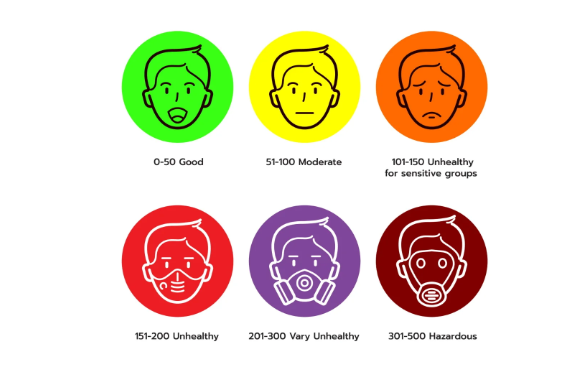 0-50 Good
51-100 Moderate
101-150 Unhealthy
for sensitive groups
151-200 Unhealthy
201-300 Vary Unhealthy
301-500 Hazardous